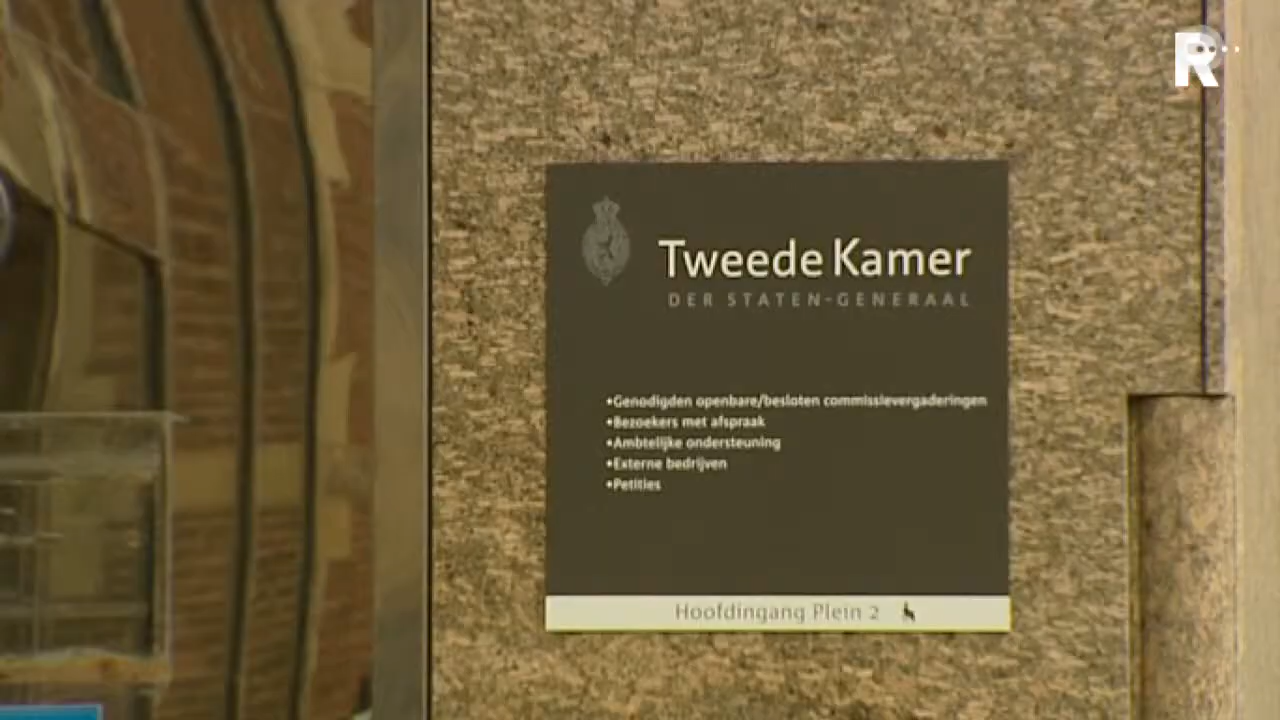 R
Tweede Kamer
DER STATEN-GENERAAL
•Genodigden openbare/besloten commissievergaderingen
•Bezoekers met afspraak
•Ambtelijke ondersteuning
•Externe bedrijven
•Petities
Hoofdingang Plein 2